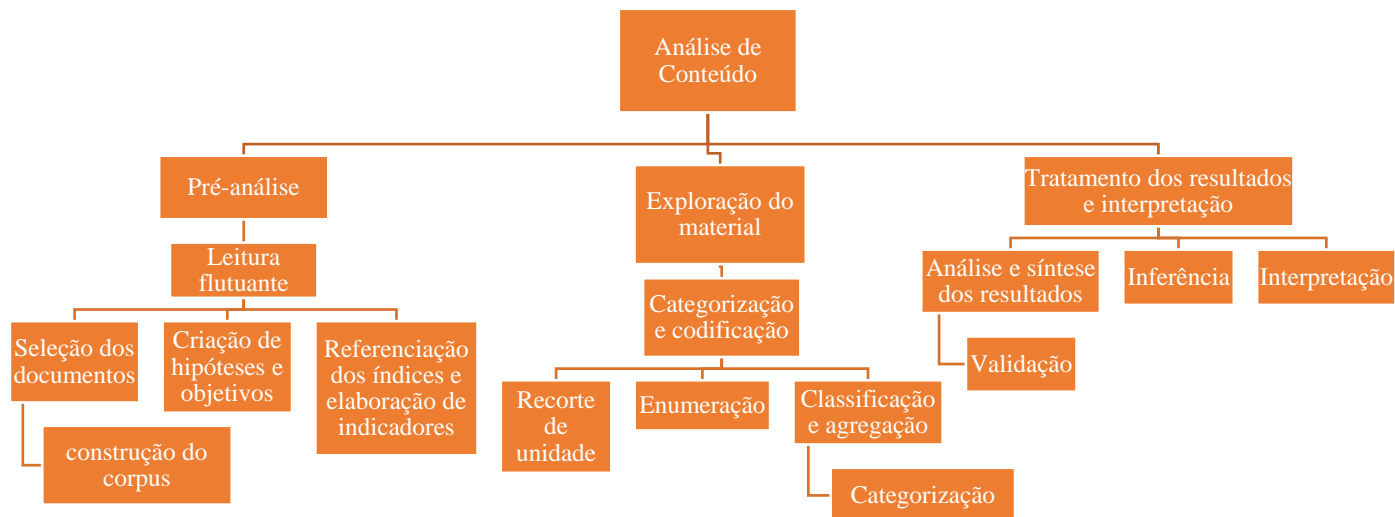 Análise de
Conteúdo
Pré-análise
Leitura
flutuante
Seleção dos
documentos
construção do
corpus
Criação de
hipóteses e
objetivos
Referenciação
dos índices e
elaboração de
indicadores
Exploração do
material
Categorização
e codificação
Recorte
de
unidade
Enumeração
Classificação
e agregação
Categorização
Tratamento dos resultados
e interpretação
Análise e síntese
dos resultados
Validação
Inferência
Interpretação